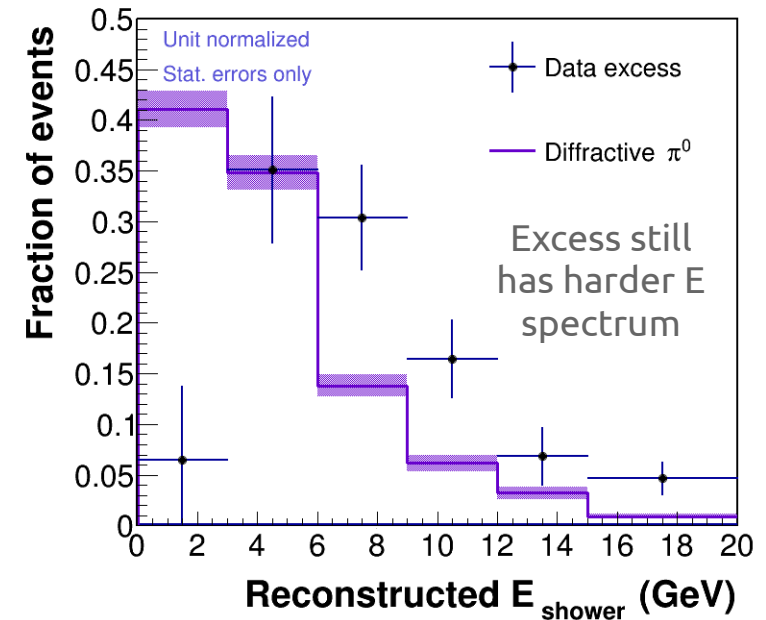 Unit normalized
Stat. errors only
Data excess
Diffractive π⁰
Excess still
has harder E
spectrum
Fraction of events
0.5
0.45
0.4
0.35
0.3
0.25
0.2
0.15
0.1
0.05
0
0 2 4 6 8 10 12 14 16 18 20
Reconstructed E shower (GeV)